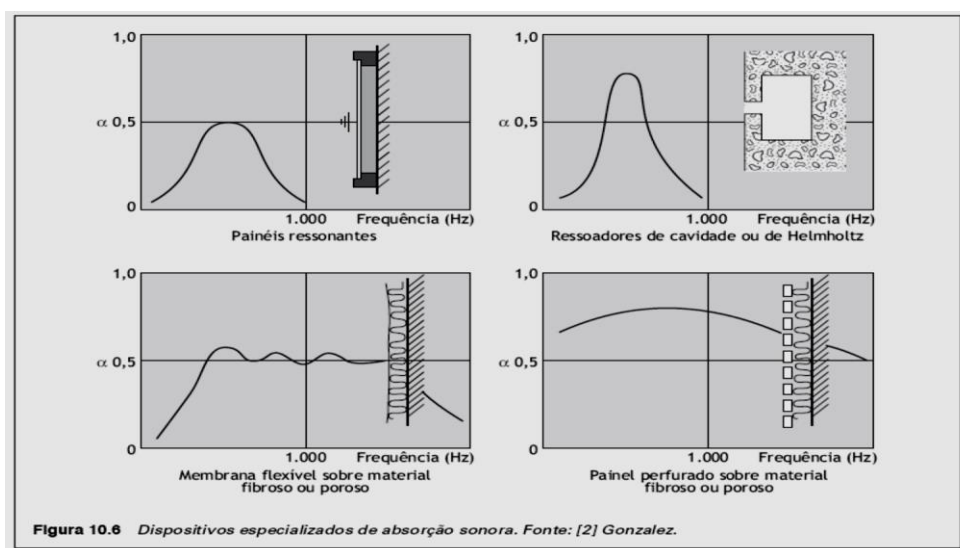 1,0
α 0,5
0
1.000 Frequência (Hz)
Painéis ressonantes
1,0
α 0,5
0
1.000 Frequência (Hz)
Ressoadores de cavidade ou de Helmholtz
1,0
α 0,5
0
1.000 Frequência (Hz)
Membrana flexível sobre material
fibroso ou poroso
1,0
α 0,5
0
1.000 Frequência (Hz)
Painel perfurado sobre material
fibroso ou poroso
Figura 10.6 Dispositivos especializados de absorção sonora. Fonte: [2] Gonzalez.